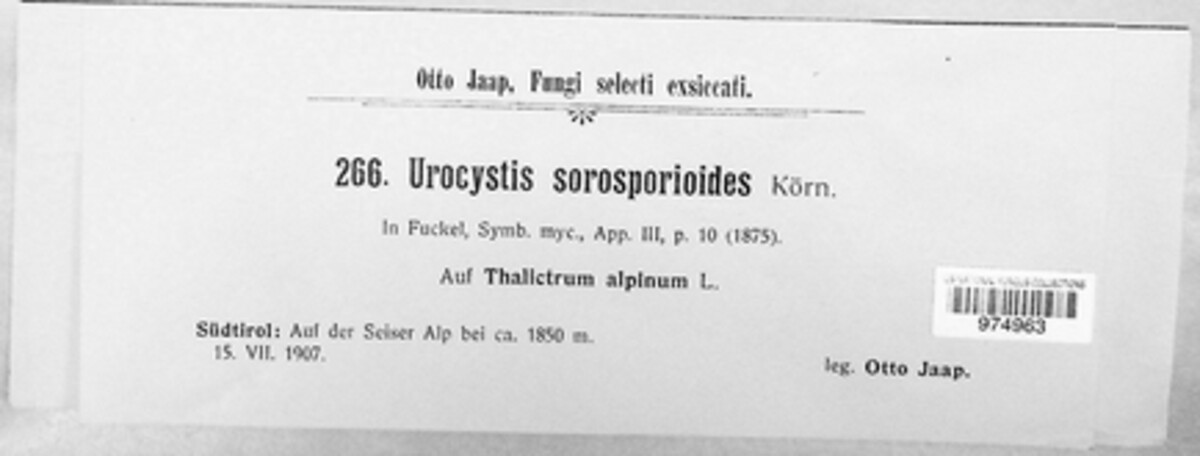 Otto Jaap, Fungi selecti exsiccati.
266. Urocystis sorosporioides Körn.
In Fuckel, Symb. myc., App. III, p. 10 (1875).
Auf Thalictrum alpinum L.
Südtirol: Auf der Seiser Alp bei ca. 1850 m.
15. VII. 1907.
leg. Otto Jaap.
974963